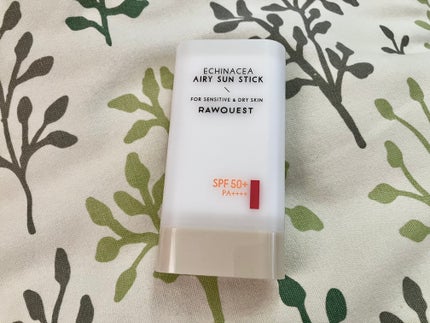 ECHINACEA
AIRY SUN STICK
FOR SENSITIVE & DRY SKIN
RAWQUEST
SPF 50+
PA++++